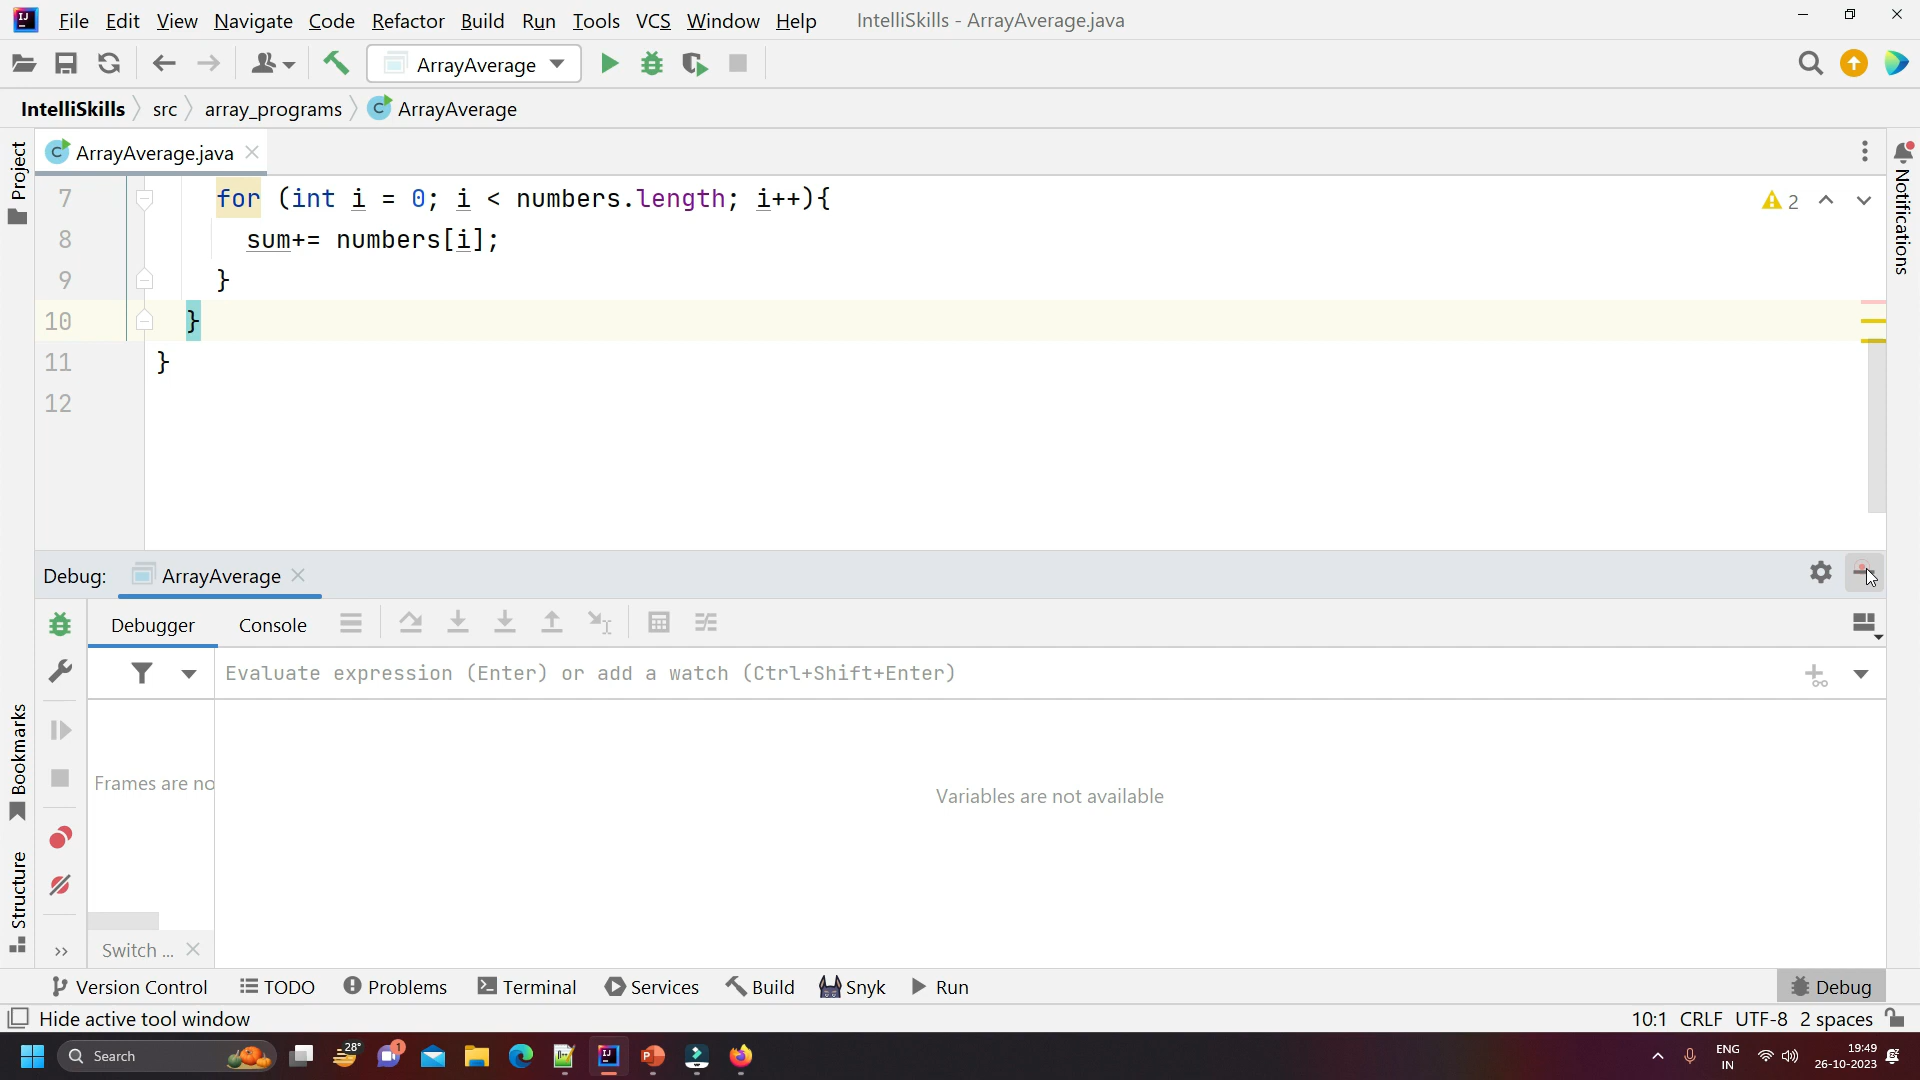 File Edit View Navigate Code Refactor Build Run Tools VCS Window Help IntelliSkills - ArrayAverage.java
ArrayAverage
IntelliSkills src array_programs C ArrayAverage
Project
C ArrayAverage.java
Notifications
7 for (int i = 0; i < numbers.length; i++){
2
8 sum+= numbers[i];
9 }
10 }
11 }
12
Debug: ArrayAverage
Debugger Console
Evaluate expression (Enter) or add a watch (Ctrl+Shift+Enter)
Bookmarks
Frames are no
Variables are not available
Structure
Switch ...
Version Control TODO Problems Terminal Services Build Snyk Run Debug
Hide active tool window 10:1 CRLF UTF-8 2 spaces
Search 28° 1 ENG IN 19:49 26-10-2023